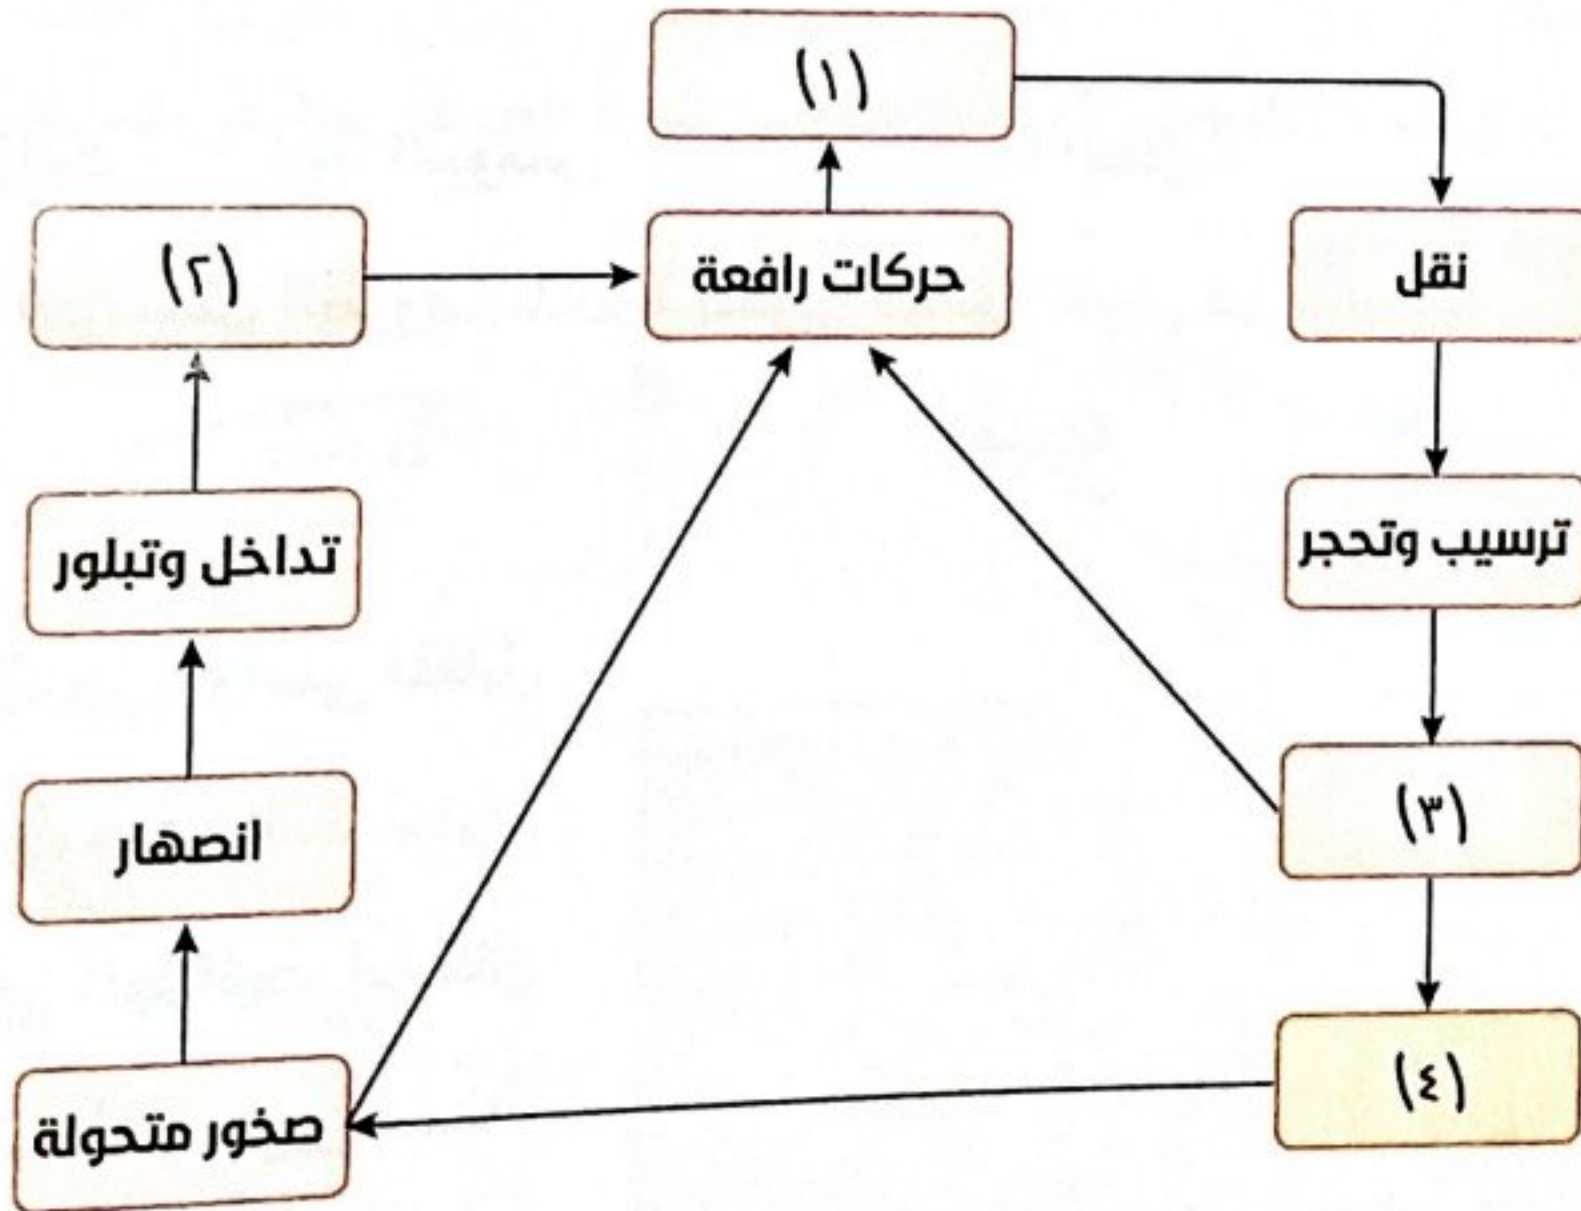 (١)
(٢)
حركات رافعة
نقل
تداخل وتبلور
ترسيب وتحجر
انصهار
(٣)
صخور متحولة
(٤)